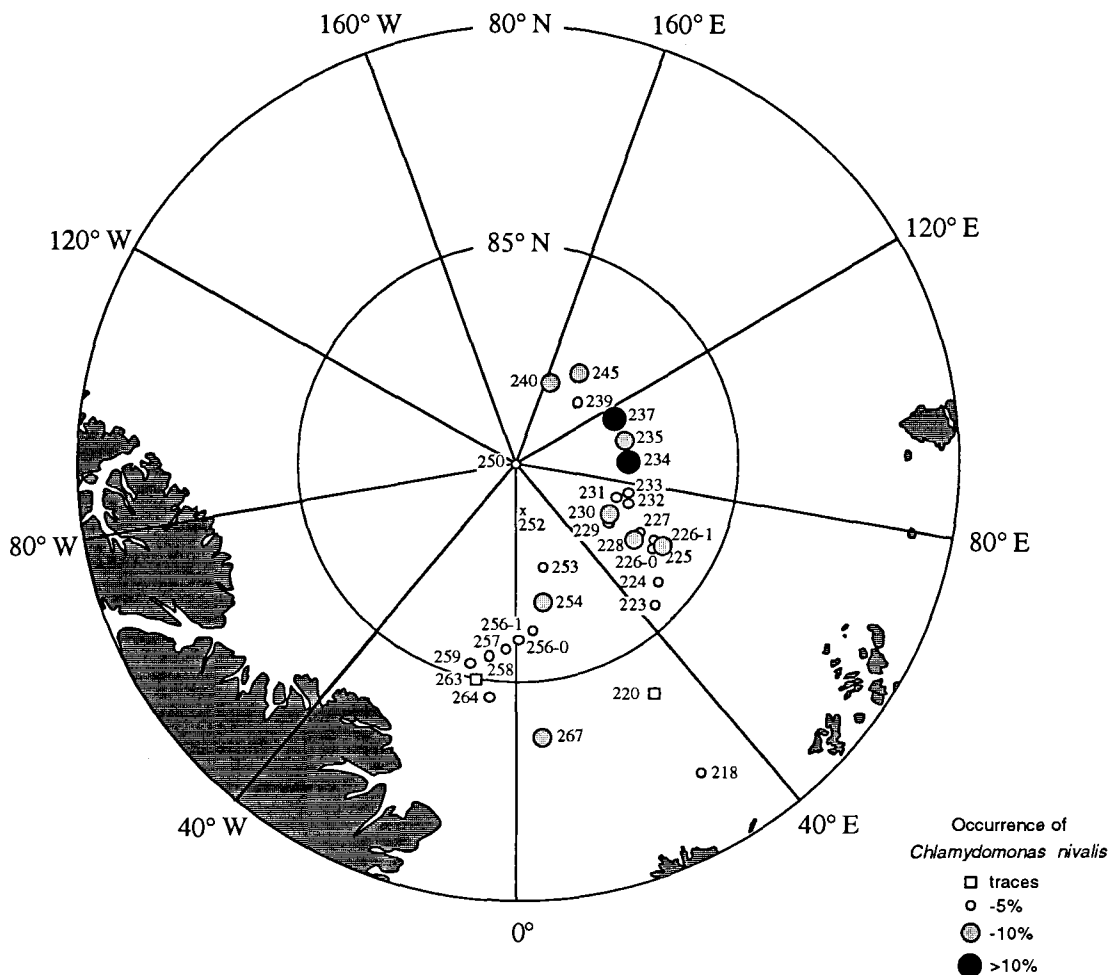 160° W
80° N
160° E
120° W
85° N
120° E
240
245
239
237
235
250
234
233
231
232
230
x
252
229
227
226-1
228
225
226-0
80° W
80° E
253
224
254
223
256-1
257
256-0
259
258
263
220
264
267
218
40° W
40° E
0°
Occurrence of
Chlamydomonas nivalis
traces
-5%
-10%
>10%